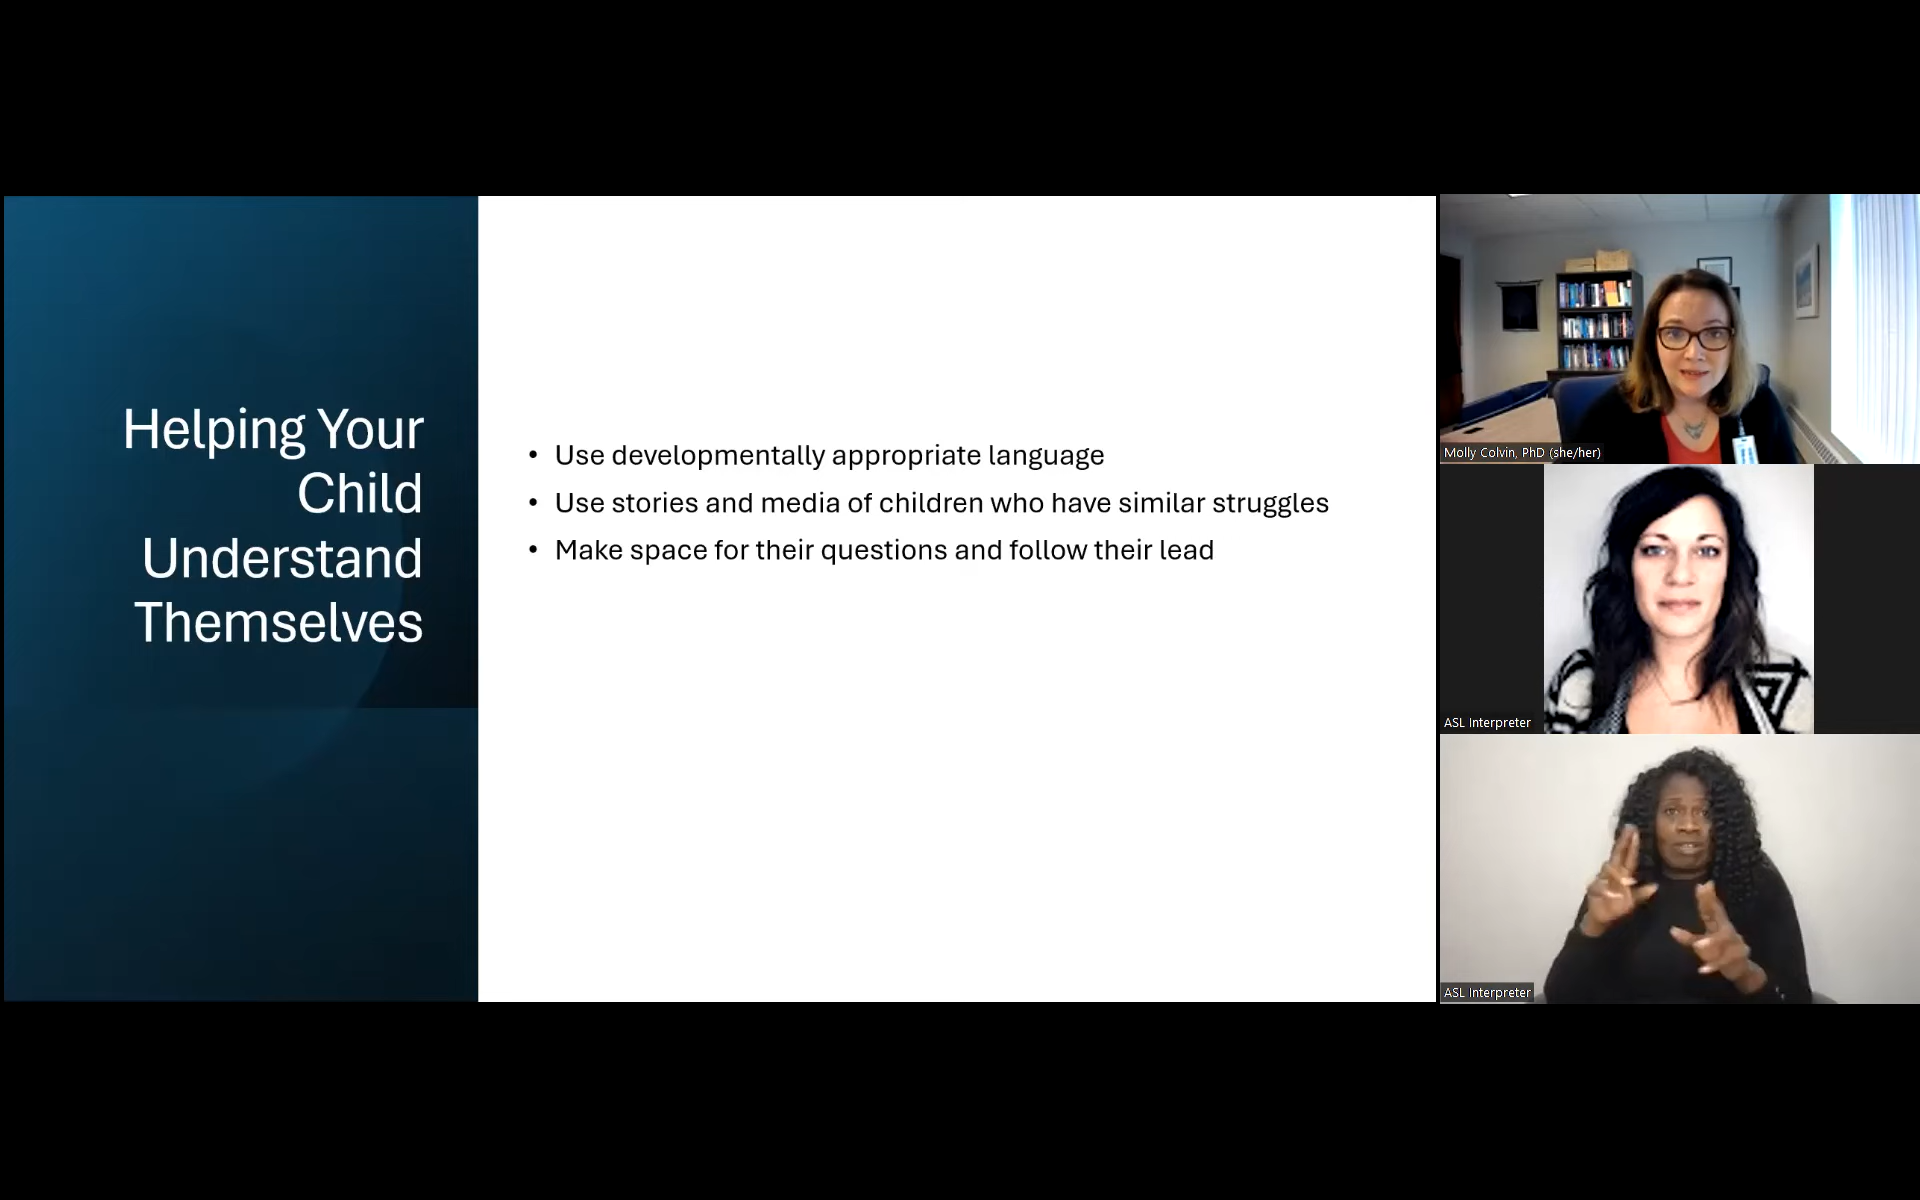 Helping Your
Child
Understand
Themselves
• Use developmentally appropriate language
• Use stories and media of children who have similar struggles
• Make space for their questions and follow their lead
Molly Colvin, PhD (she/her)
ASL Interpreter
ASL Interpreter